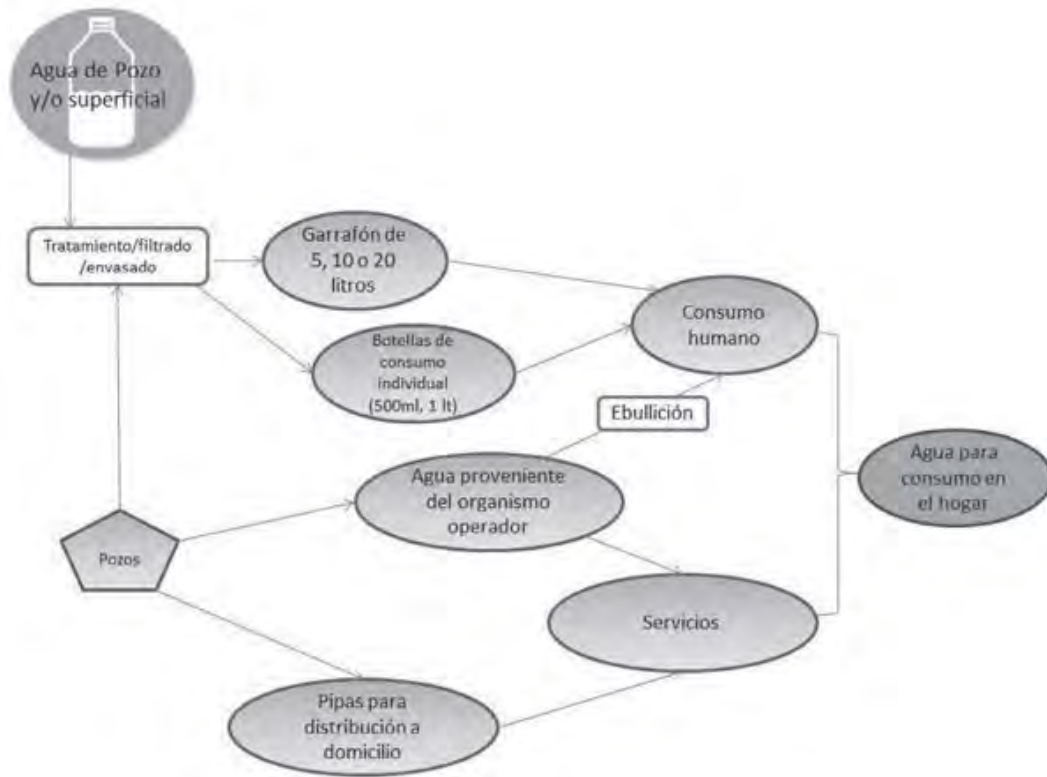 Agua de Pozo
y/o superficial
Tratamiento/filtrado
/envasado
Garrafón de
5, 10 o 20
litros
Botellas de
consumo
individual
(500ml, 1 lt)
Consumo
humano
Ebullición
Agua proveniente
del organismo
operador
Agua para
consumo en
el hogar
Pozos
Servicios
Pipas para
distribución a
domicilio